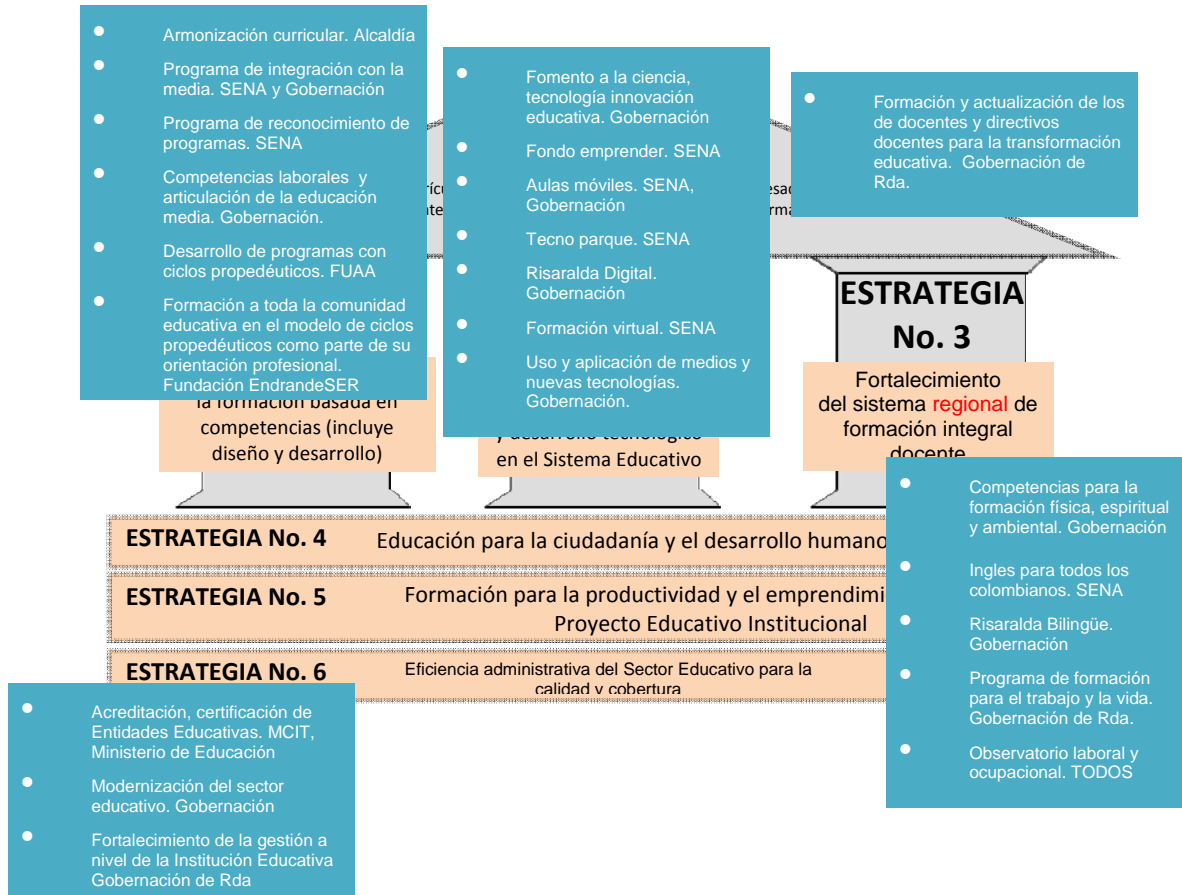 Armonización curricular. Alcaldía
Programa de integración con la
media. SENA y Gobernación
Programa de reconocimiento de
programas. SENA
Competencias laborales y
articulación de la educación
media. Gobernación.
Desarrollo de programas con
ciclos propedéuticos. FUAA
Formación a toda la comunidad
educativa en el modelo de ciclos
propedéuticos como parte de su
orientación profesional.
Fundación EndrandeSER
Fomento a la ciencia,
tecnología innovación
educativa. Gobernación
Fondo emprender. SENA
Aulas móviles. SENA,
Gobernación
Tecno parque. SENA
Risaralda Digital.
Gobernación
Formación virtual. SENA
Uso y aplicación de medios y
nuevas tecnologías.
Gobernación.
Formación y actualización de los
de docentes y directivos
docentes para la transformación
educativa. Gobernación de
Rda.
ESTRATEGIA
No. 3
la formación basada en
competencias (incluye
diseño y desarrollo)
y desarrollo tecnológico
en el Sistema Educativo
Fortalecimiento
del sistema regional de
formación integral
docente
Competencias para la
formación física, espiritual
y ambiental. Gobernación
Ingles para todos los
colombianos. SENA
Risaralda Bilingüe.
Gobernación
Programa de formación
para el trabajo y la vida.
Gobernación de Rda.
Observatorio laboral y
ocupacional. TODOS
ESTRATEGIA No. 4 Educación para la ciudadanía y el desarrollo humano
ESTRATEGIA No. 5 Formación para la productividad y el emprendimi
Proyecto Educativo Institucional
ESTRATEGIA No. 6 Eficiencia administrativa del Sector Educativo para la
calidad y cobertura
Acreditación, certificación de
Entidades Educativas. MCIT,
Ministerio de Educación
Modernización del sector
educativo. Gobernación
Fortalecimiento de la gestión a
nivel de la Institución Educativa
Gobernación de Rda